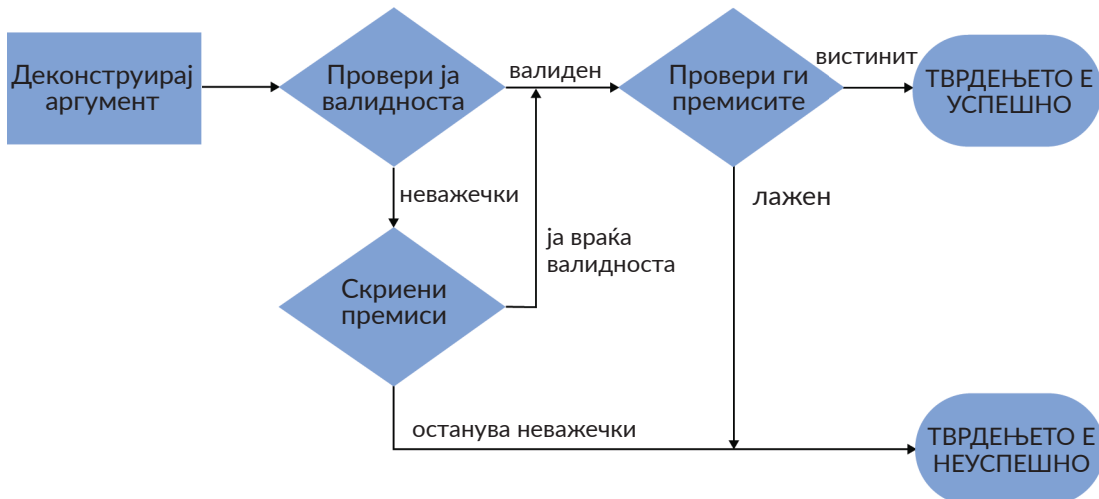 Деконструирај
аргумент
Провери ја
валидноста
валиден
Провери ги
премисите
вистинит
ТВРДЕЊЕТО Е
УСПЕШНО
неважечки
лажен
ја враќа
валидноста
Скриени
премиси
останува неважечки
ТВРДЕЊЕТО Е
НЕУСПЕШНО